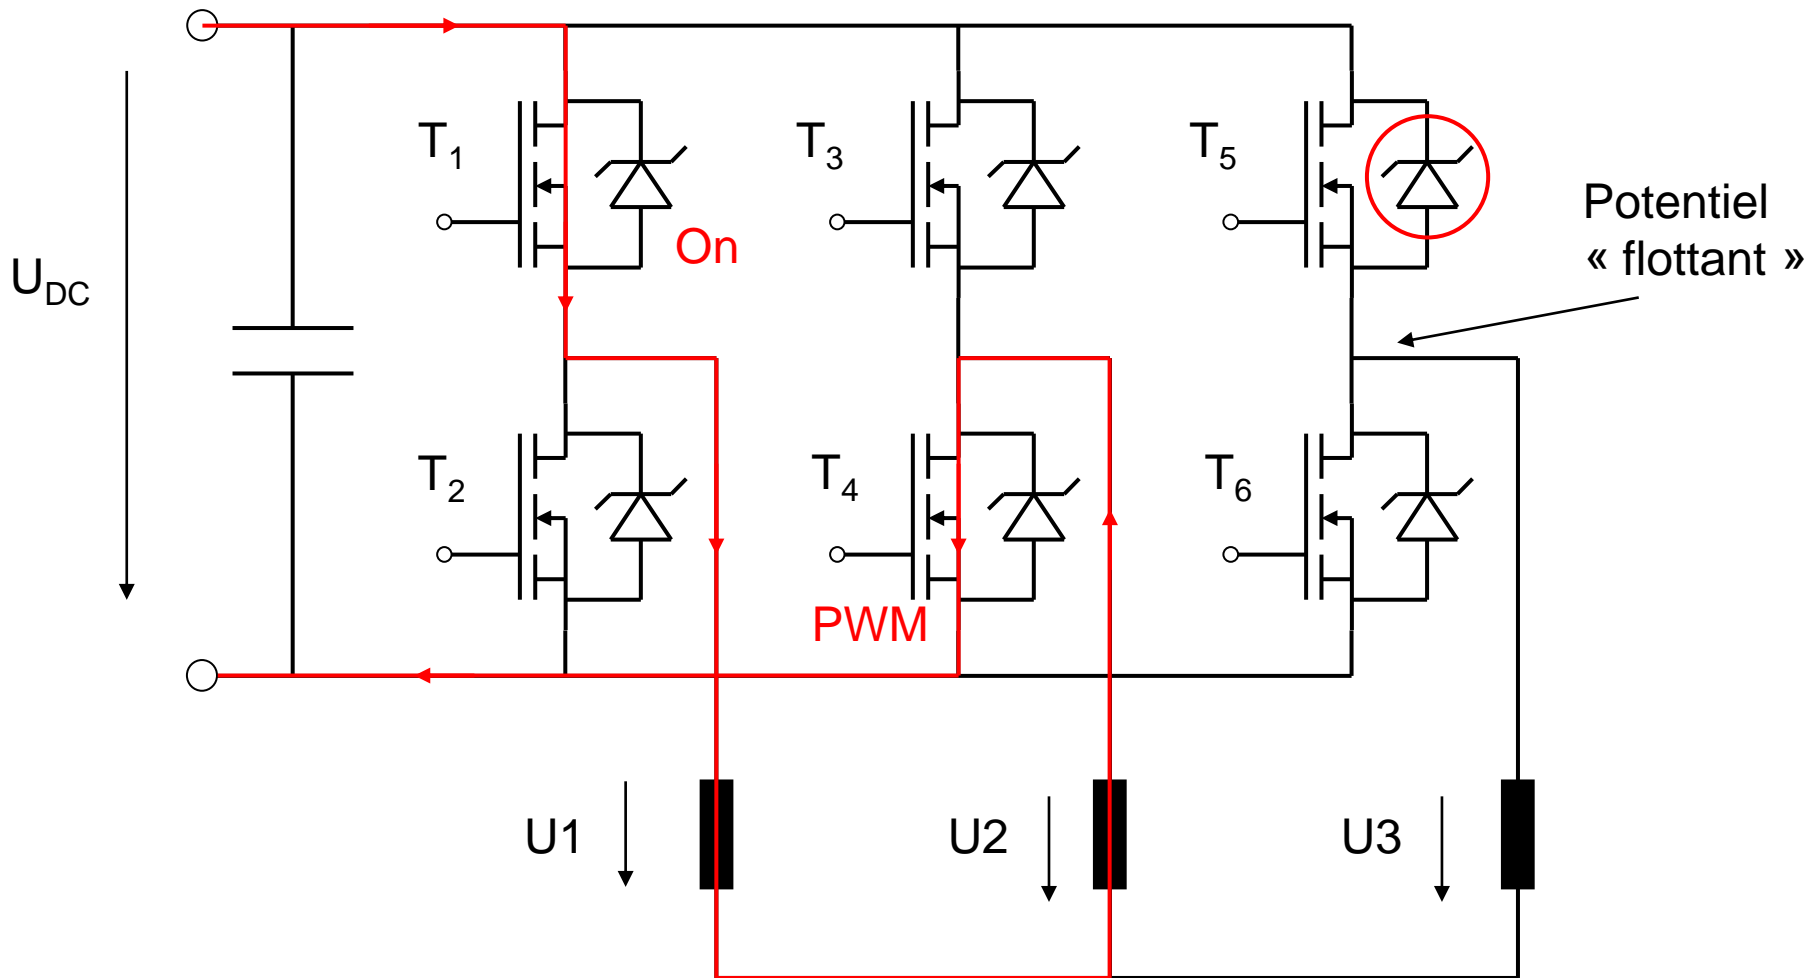 T1
T3
T5
Potentiel
« flottant »
On
UDC
T2
T4
T6
PWM
U1
U2
U3